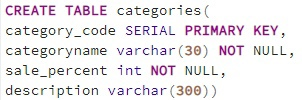 CREATE TABLE categories(
category_code SERIAL PRIMARY KEY,
categoryname varchar(30) NOT NULL,
sale_percent int NOT NULL,
description varchar(300))